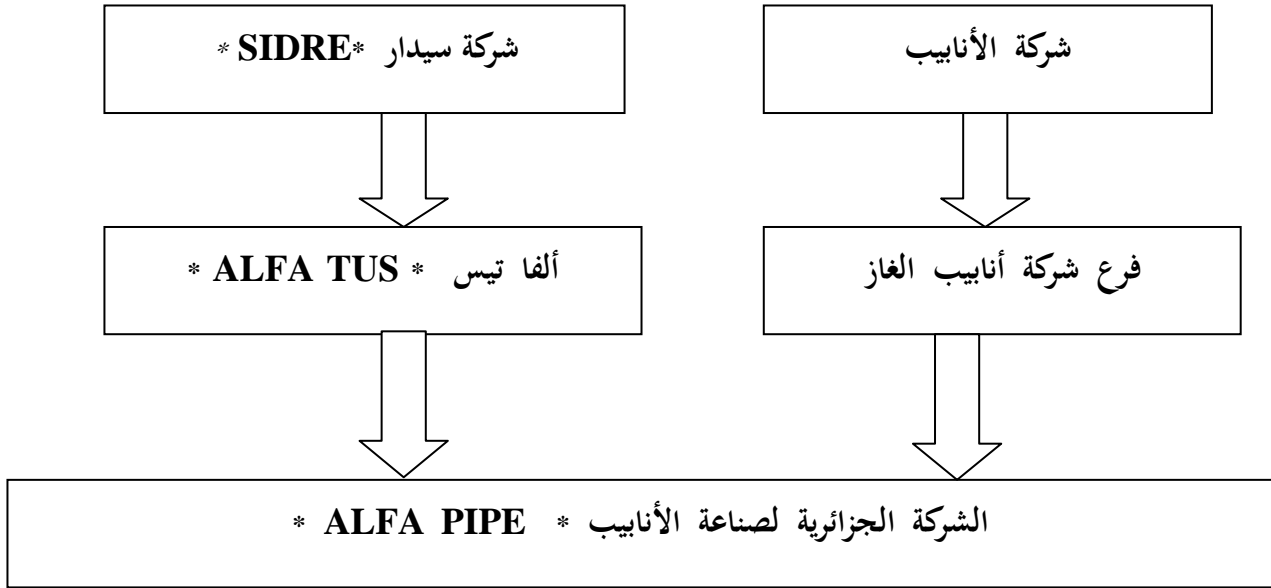 شركة الأنابيب
شركة سيدار *SIDRE *
فرع شركة أنابيب الغاز
ألفا تيس * ALFA TUS *
الشركة الجزائرية لصناعة الأنابيب * ALFA PIPE *